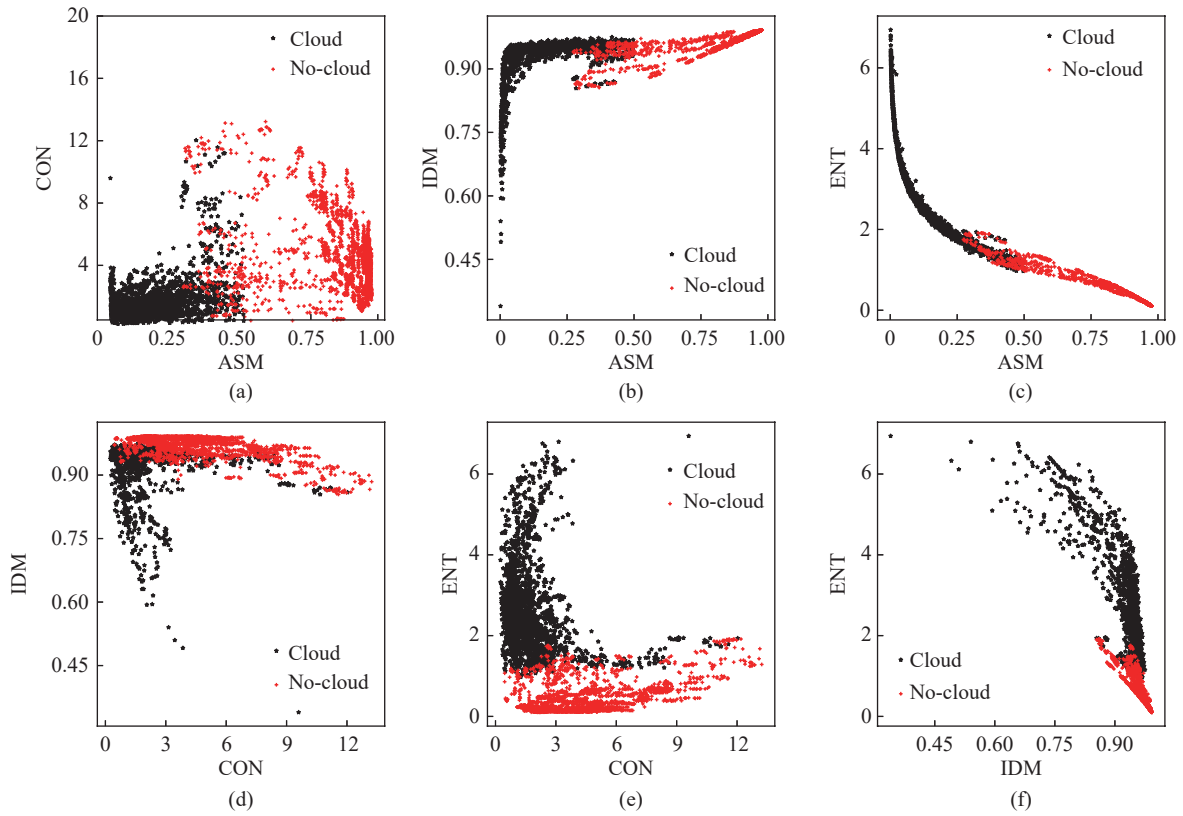 20
16
12
8
4
CON
Cloud
No-cloud
0
0.25
0.50
0.75
1.00
ASM
(a)
0.90
0.75
0.60
0.45
IDM
Cloud
No-cloud
0
0.25
0.50
0.75
1.00
ASM
(b)
6
4
2
0
ENT
Cloud
No-cloud
0
0.25
0.50
0.75
1.00
ASM
(c)
0.90
0.75
0.60
0.45
IDM
Cloud
No-cloud
0
3
6
9
12
CON
(d)
6
4
2
0
ENT
Cloud
No-cloud
0
3
6
9
12
CON
(e)
6
4
2
0
ENT
Cloud
No-cloud
0.45
0.60
0.75
0.90
IDM
(f)